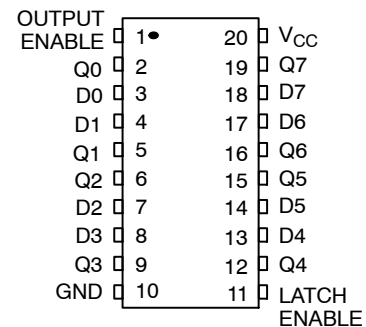 OUTPUT
ENABLE 1 20 VCC
Q0 2 19 Q7
D0 3 18 D7
D1 4 17 D6
Q1 5 16 Q6
Q2 6 15 Q5
D2 7 14 D5
D3 8 13 D4
Q3 9 12 Q4
GND 10 11 LATCH
ENABLE